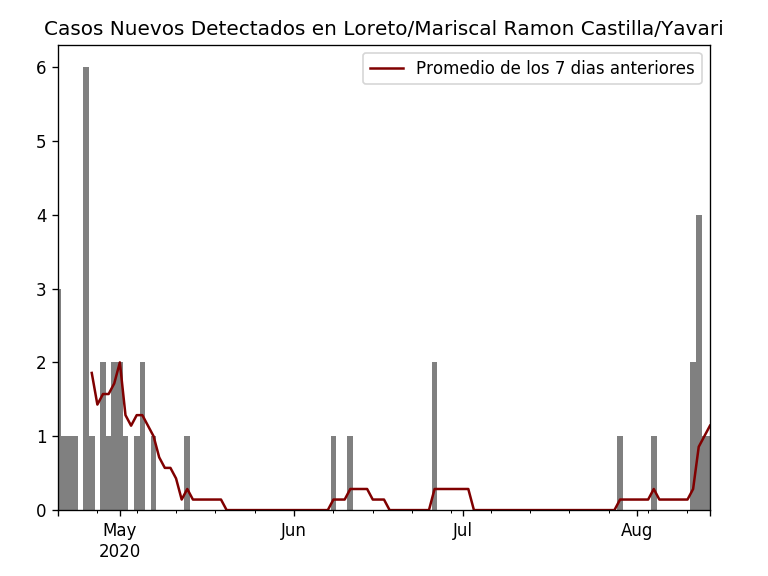 Casos Nuevos Detectados en Loreto/Mariscal Ramon Castilla/Yavari
Promedio de los 7 dias anteriores
6
5
4
3
2
1
0
May Jun Jul Aug
2020